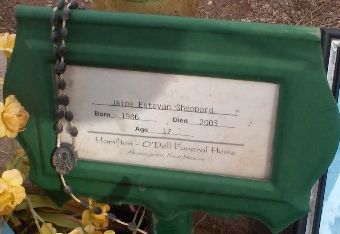 Jaime Estevan Sheppard
Born 1986 Died 2003
Age 17
Hamilton - O'Dell Funeral Home
Alamogordo, New Mexico